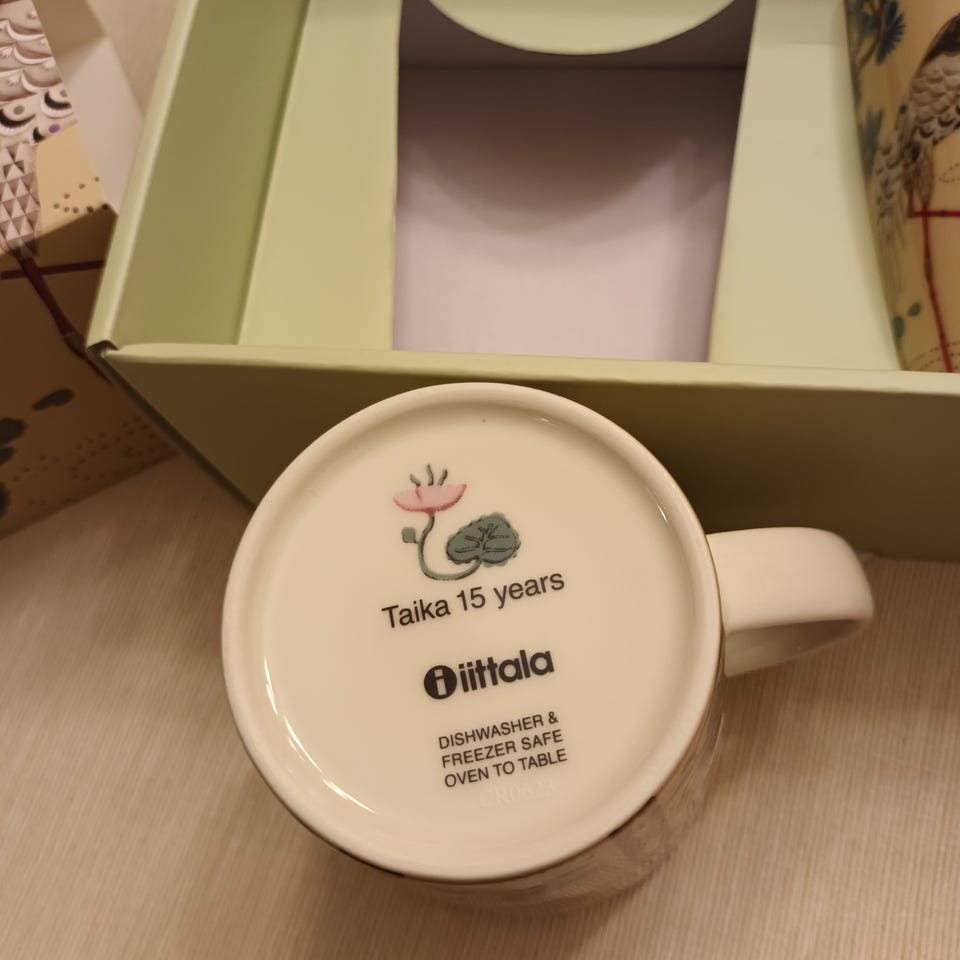 Taika 15 years
iittala
DISHWASHER &
FREEZER SAFE
OVEN TO TABLE